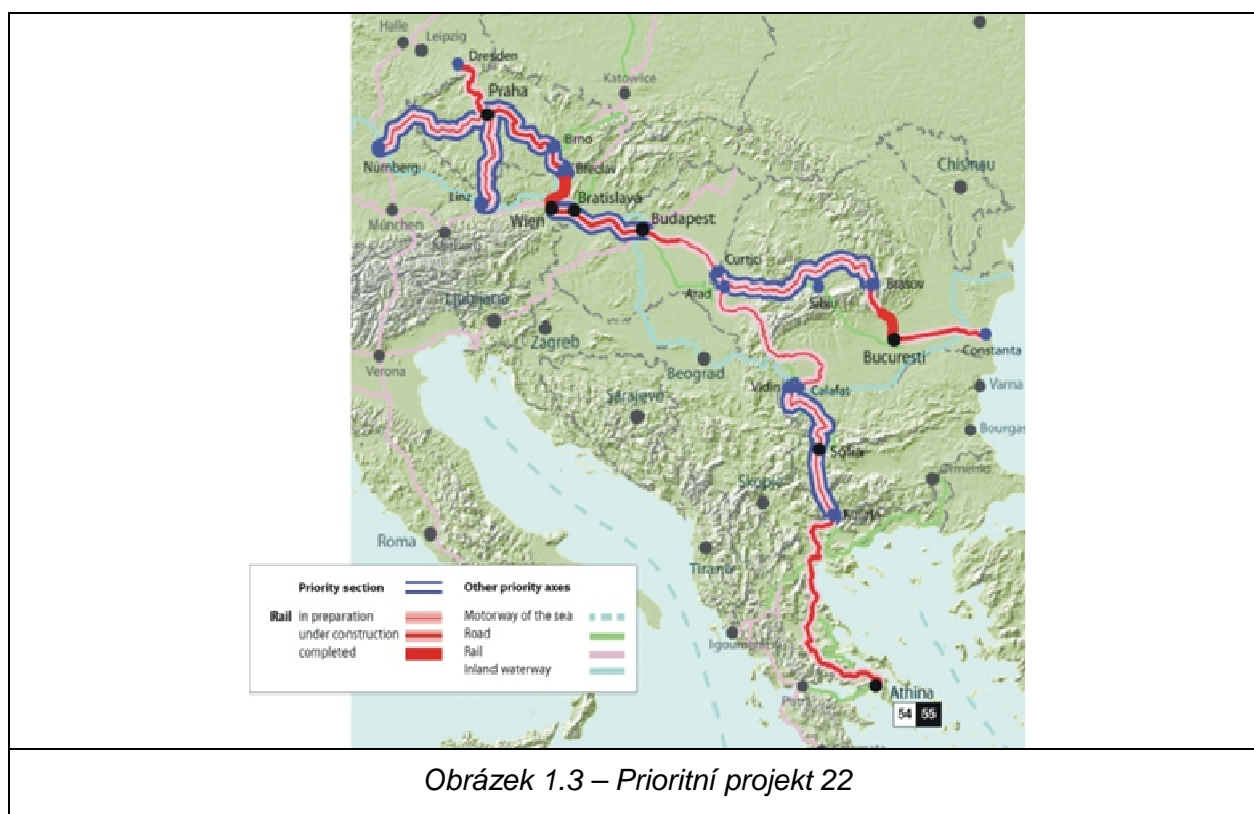 Halle
Leipzig
Dresden
Katowice
Praha
Brno
Nürnberg
Břeclav
Chisinau
Linz
Bratislava
Wien
München
Budapest
Curtici
Arad
Sibiu
Brasov
Ljubljana
Zagreb
Bucuresti
Constanta
Verona
Beograd
Vidin
Calafat
Varna
Sarajevo
Bourgas
Sofia
Skopje
Ormenio
Roma
Tirana
Priority section
Other priority axes
Rail in preparation
Motorway of the sea
under construction
Road
completed
Rail
Inland waterway
Athina
54 55
Obrázek 1.3 – Prioritní projekt 22